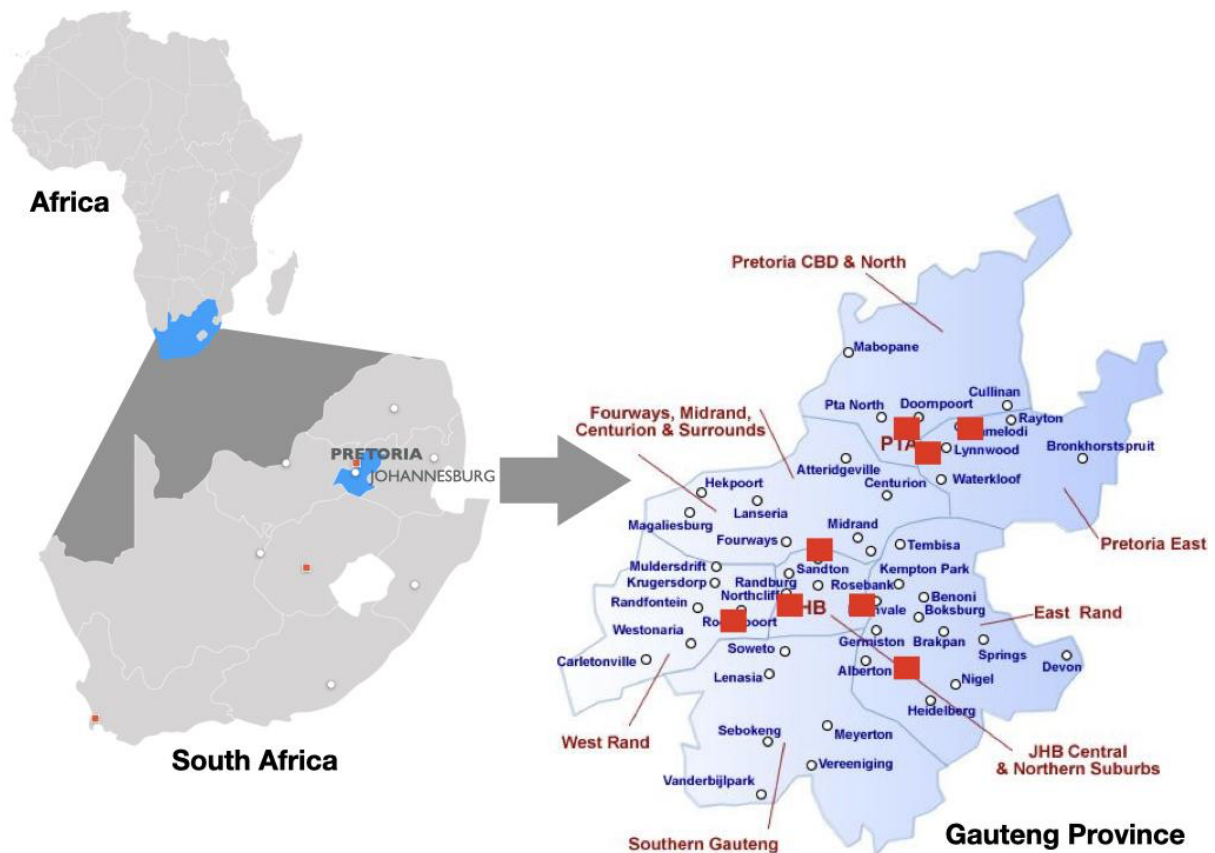 Africa
PRETORIA
JOHANNESBURG
South Africa
Pretoria CBD & North
Mabopane
Cullinan
Pta North
Doornpoort
Rayton
PTA
Lynnwood
Bronkhorstspruit
Fourways, Midrand,
Centurion & Surrounds
Atteridgeville
Waterkloof
Centurion
Hekpoort
Lanseria
Magaliesburg
Midrand
Fourways
Tembisa
Pretoria East
Muldersdrift
Sandton
Kempton Park
Krugersdorp
Randburg
Rosebank
Northcliff
Benoni
Randfontein
Boksburg
East Rand
Westonaria
Soweto
Germiston
Brakpan
Springs
Carletonville
Alberton
Devon
Lenasia
Nigel
Heidelberg
West Rand
Sebokeng
Meyerton
JHB Central
& Northern Suburbs
Vanderbijlpark
Vereeniging
Southern Gauteng
Gauteng Province